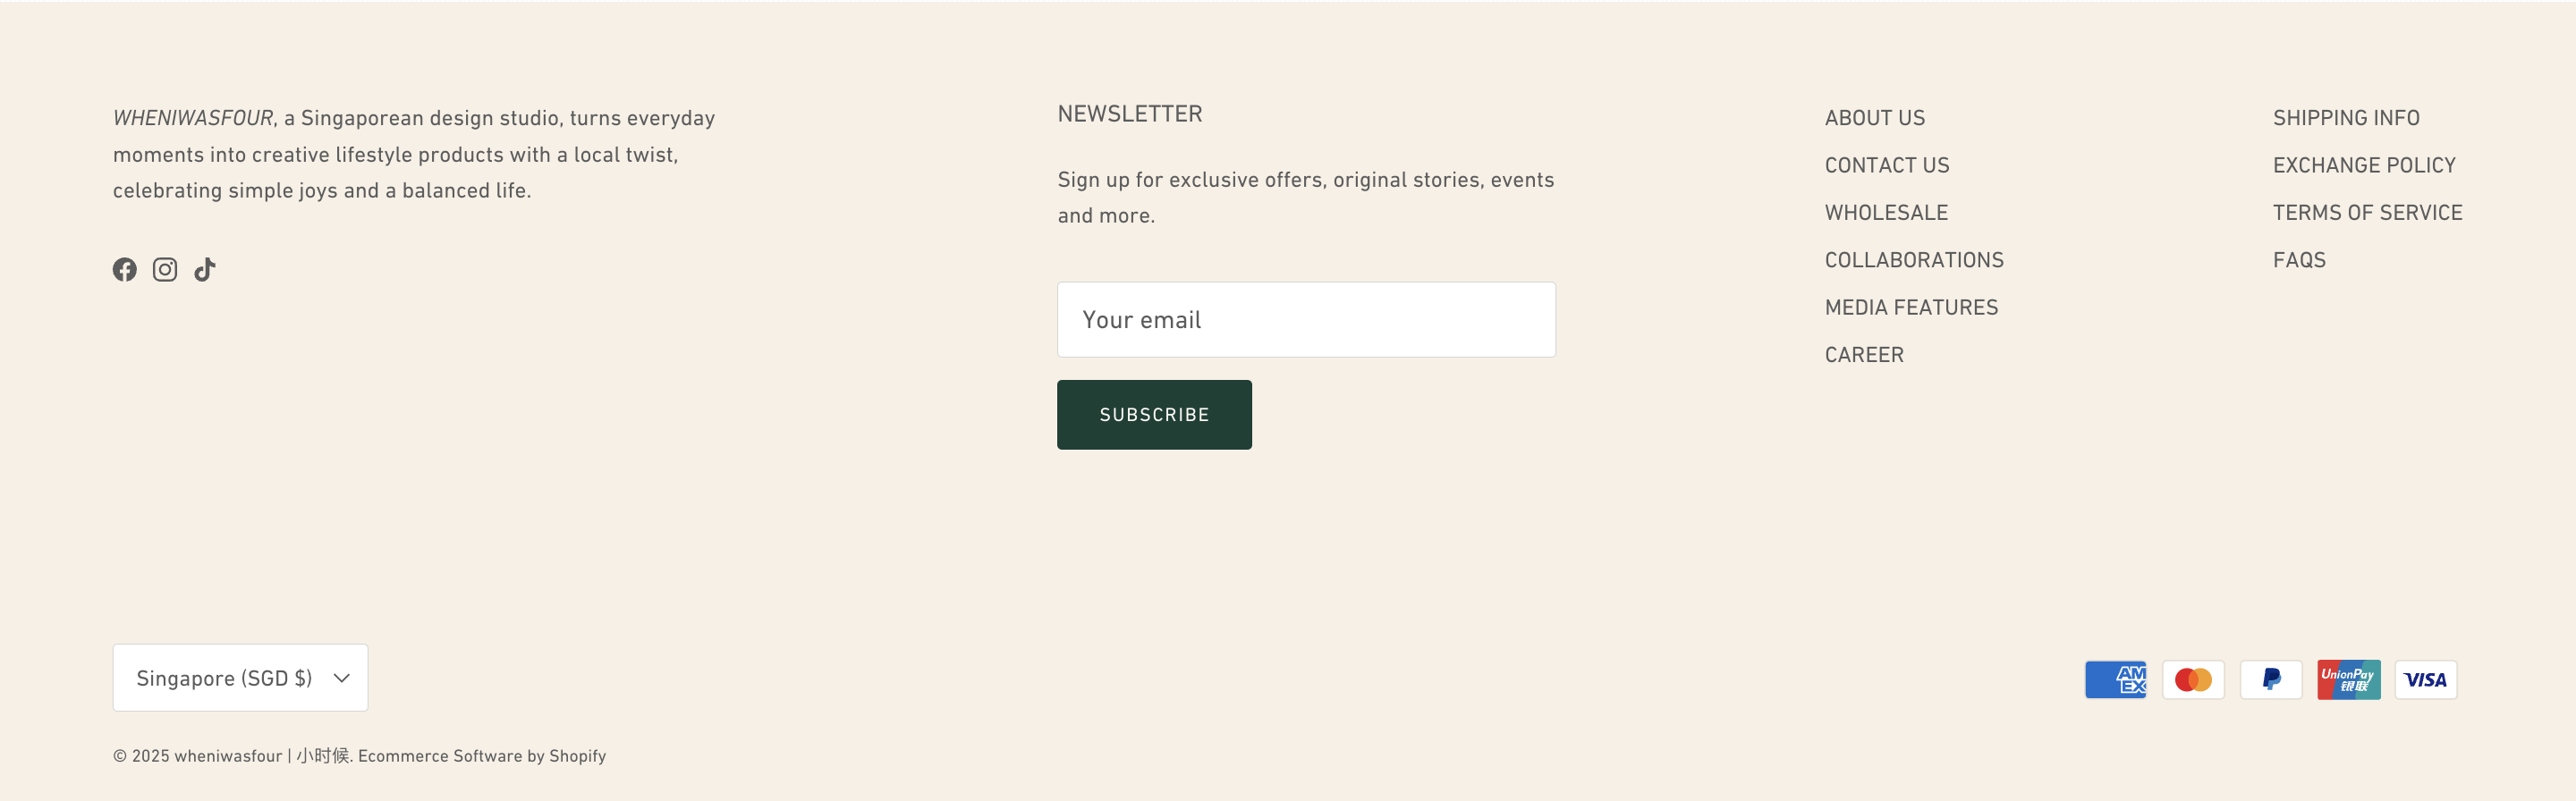 WHENIWASFOUR, a Singaporean design studio, turns everyday
moments into creative lifestyle products with a local twist,
celebrating simple joys and a balanced life.
NEWSLETTER
Sign up for exclusive offers, original stories, events
and more.
Your email
SUBSCRIBE
ABOUT US
CONTACT US
WHOLESALE
COLLABORATIONS
MEDIA FEATURES
CAREER
SHIPPING INFO
EXCHANGE POLICY
TERMS OF SERVICE
FAQS
Singapore (SGD $)
AM
EX
UnionPay
银联
VISA
© 2025 wheniwasfour | 小时候. Ecommerce Software by Shopify